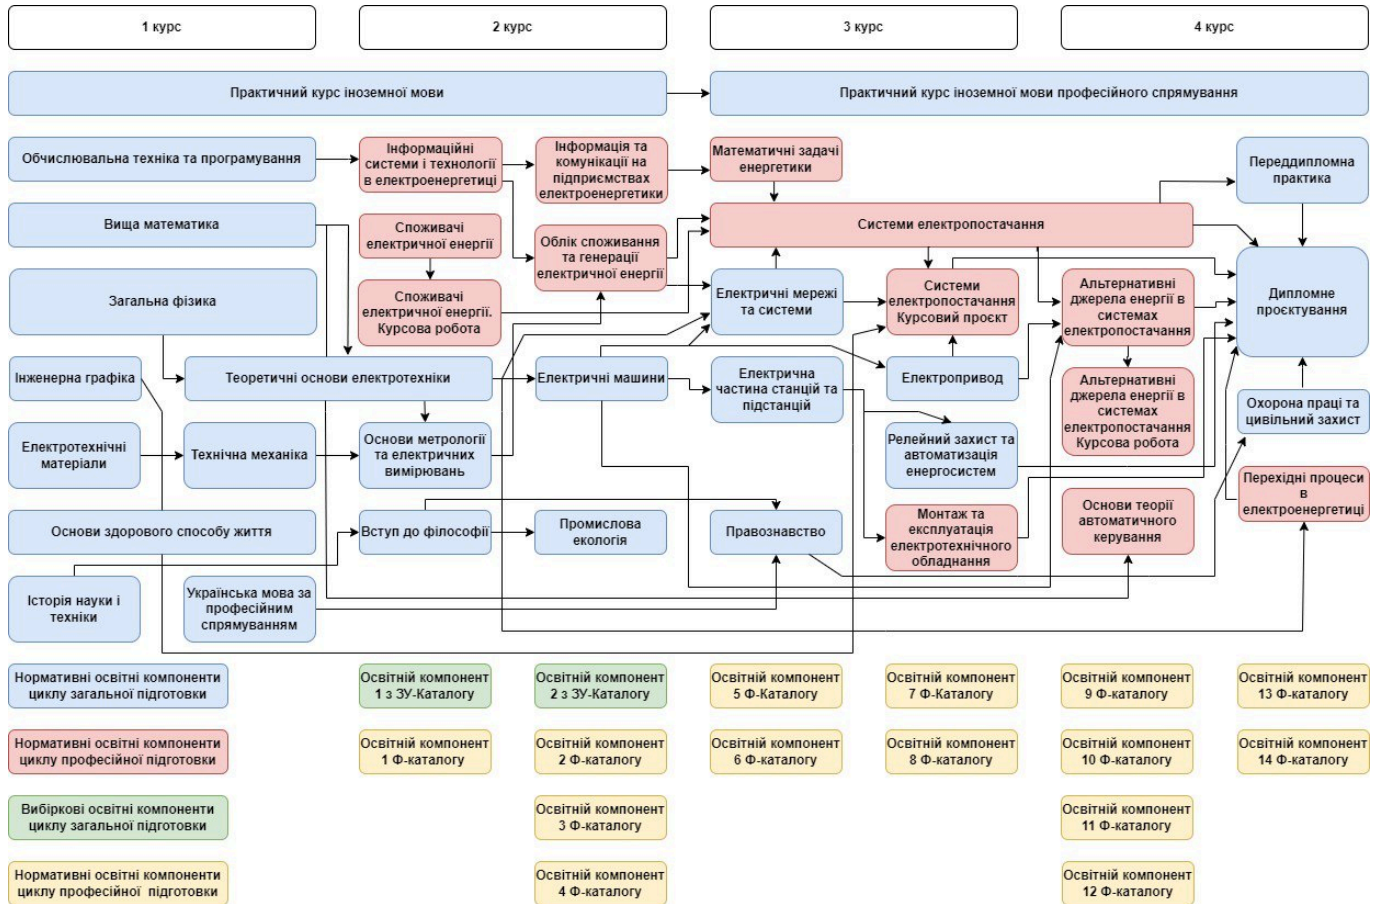 1 курс
2 курс
3 курс
4 курс
Практичний курс іноземної мови
Практичний курс іноземної мови професійного спрямування
Обчислювальна техніка та програмування
Інформаційні
системи і технології
в електроенергетиці
Інформація та
комунікації на
підприємствах
електроенергетики
Математичні задачі
енергетики
Переддипломна
практика
Вища математика
Споживачі
електричної енергії
Облік споживання
та генерації
електричної енергії
Системи електропостачання
Загальна фізика
Споживачі
електричної енергії.
Курсова робота
Електричні мережі
та системи
Системи
електропостачання
Курсовий проєкт
Альтернативні
джерела енергії в
системах
електропостачання
Дипломне
проєктування
Інженерна графіка
Теоретичні основи електротехніки
Електричні машини
Електрична
частина станцій та
підстанцій
Електропривод
Альтернативні
джерела енергії в
системах
електропостачання
Курсова робота
Охорона праці та
цивільний захист
Електротехнічні
матеріали
Технічна механіка
Основи метрології
та електричних
вимірювань
Релейний захист та
автоматизація
енергосистем
Перехідні процеси
в
електроенергетиці
Основи здорового способу життя
Вступ до філософії
Промислова
екологія
Правознавство
Монтаж та
експлуатація
електротехнічного
обладнання
Основи теорії
автоматичного
керування
Історія науки і
техніки
Українська мова за
професійним
спрямуванням
Нормативні освітні компоненти
циклу загальної підготовки
Освітній компонент
1 з ЗУ-Каталогу
Освітній компонент
2 з ЗУ-Каталогу
Освітній компонент
5 Ф-Каталогу
Освітній компонент
7 Ф-Каталогу
Освітній компонент
9 Ф-каталогу
Освітній компонент
13 Ф-каталогу
Нормативні освітні компоненти
циклу професійної підготовки
Освітній компонент
1 Ф-каталогу
Освітній компонент
2 Ф-каталогу
Освітній компонент
6 Ф-каталогу
Освітній компонент
8 Ф-каталогу
Освітній компонент
10 Ф-каталогу
Освітній компонент
14 Ф-каталогу
Вибіркові освітні компоненти
циклу загальної підготовки
Освітній компонент
3 Ф-каталогу
Освітній компонент
11 Ф-каталогу
Нормативні освітні компоненти
циклу професійної підготовки
Освітній компонент
4 Ф-каталогу
Освітній компонент
12 Ф-каталогу